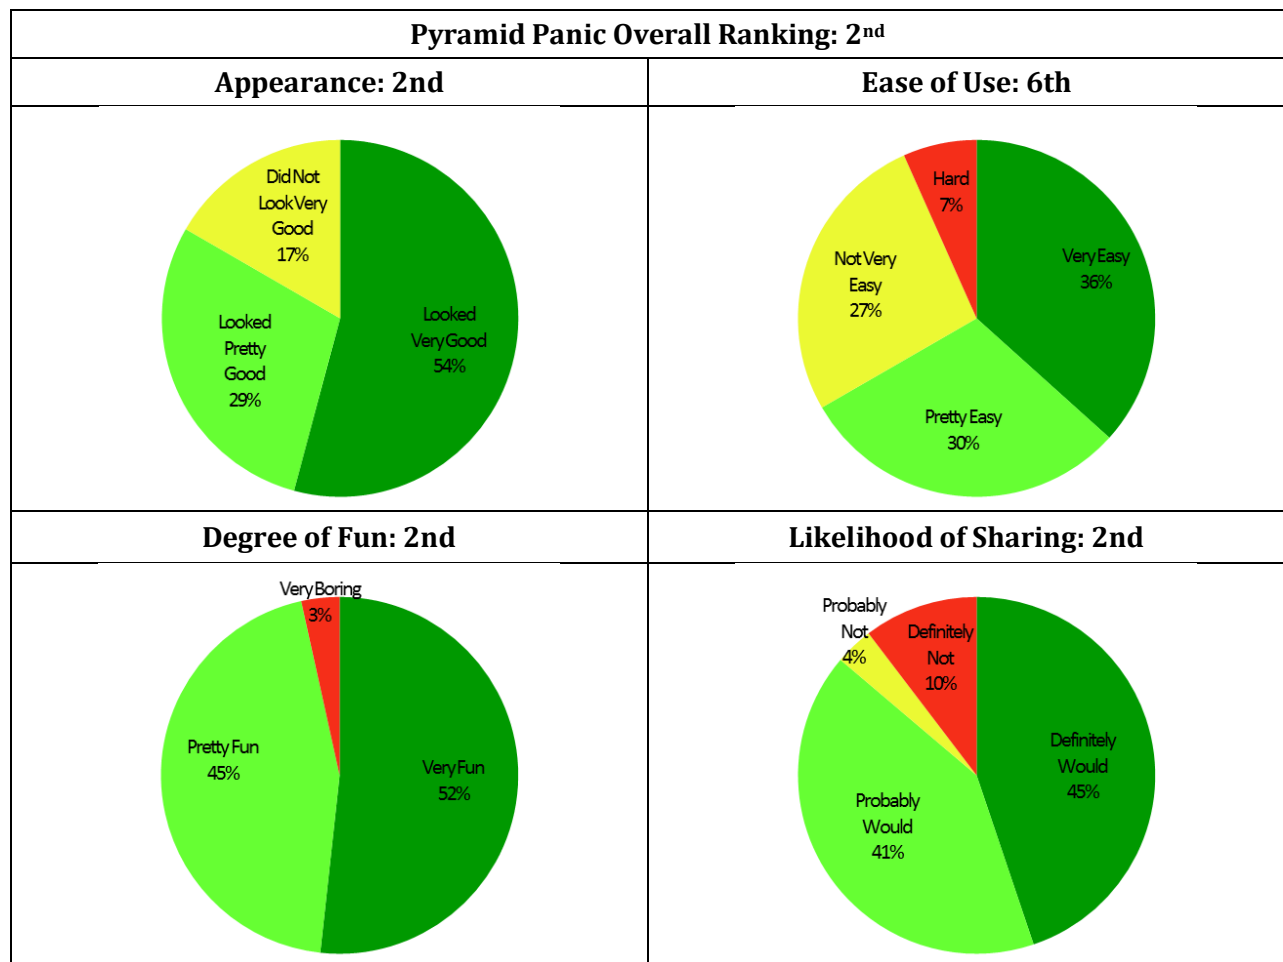 Pyramid Panic Overall Ranking: 2nd
Appearance: 2nd
Ease of Use: 6th
Did Not
Look Very
Good
17%
Looked
Very Good
54%
Looked
Pretty
Good
29%
Hard
7%
Very Easy
36%
Not Very
Easy
27%
Pretty Easy
30%
Degree of Fun: 2nd
Likelihood of Sharing: 2nd
Very Boring
3%
Pretty Fun
45%
Very Fun
52%
Probably
Not
4%
Definitely
Not
10%
Definitely
Would
45%
Probably
Would
41%